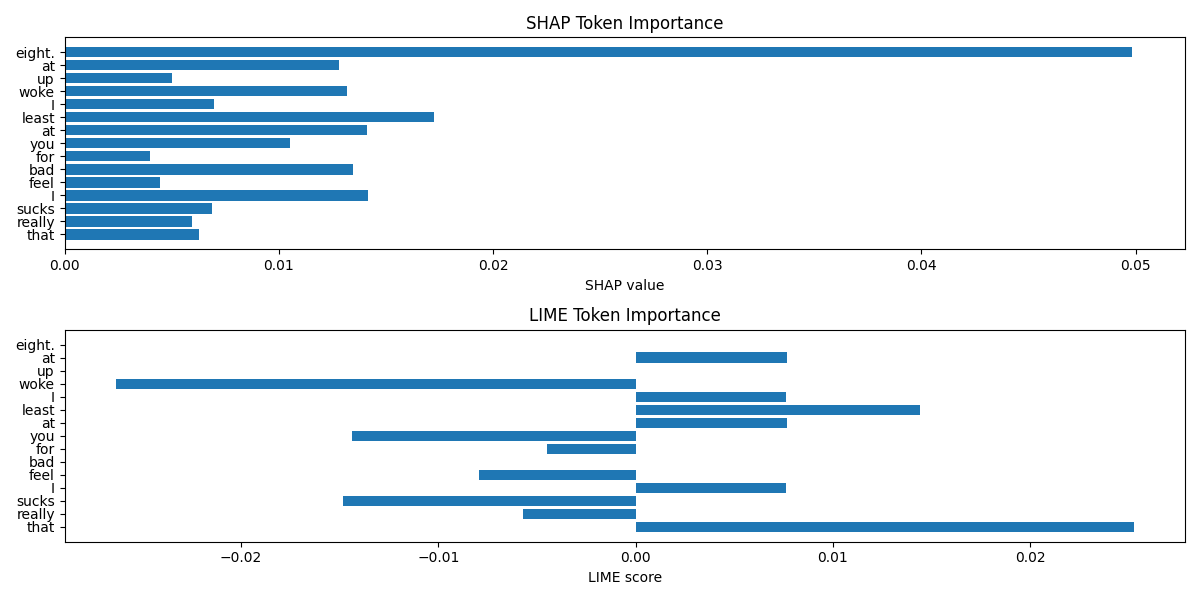 SHAP Token Importance
eight.
at
up
woke
I
least
at
you
for
bad
feel
I
sucks
really
that
0.00 0.01 0.02 0.03 0.04 0.05
SHAP value
LIME Token Importance
eight.
at
up
woke
I
least
at
you
for
bad
feel
I
sucks
really
that
−0.02 −0.01 0.00 0.01 0.02
LIME score